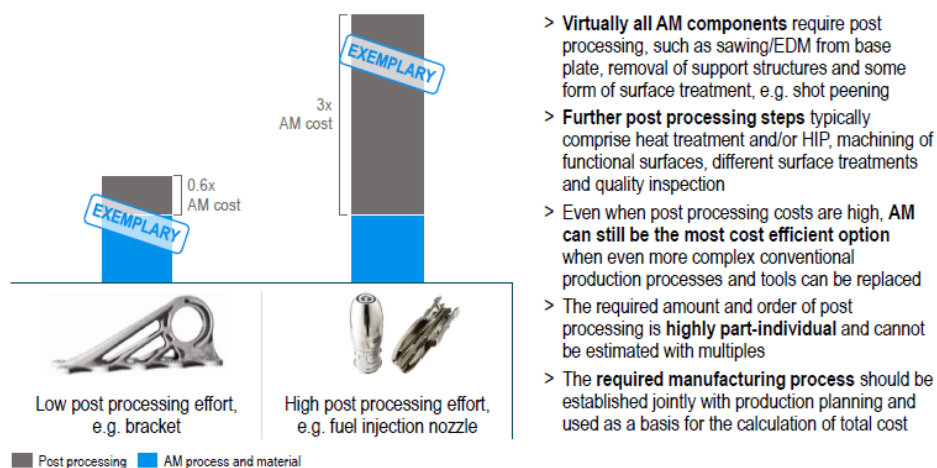 EXEMPLARY
3x
AM cost
0.6x
AM cost
EXEMPLARY
Low post processing effort,
e.g. bracket
High post processing effort,
e.g. fuel injection nozzle
Post processing
AM process and material
> Virtually all AM components require post
processing, such as sawing/EDM from base
plate, removal of support structures and some
form of surface treatment, e.g. shot peening
> Further post processing steps typically
comprise heat treatment and/or HIP, machining of
functional surfaces, different surface treatments
and quality inspection
> Even when post processing costs are high, AM
can still be the most cost efficient option
when even more complex conventional
production processes and tools can be replaced
> The required amount and order of post
processing is highly part-individual and cannot
be estimated with multiples
> The required manufacturing process should be
established jointly with production planning and
used as a basis for the calculation of total cost